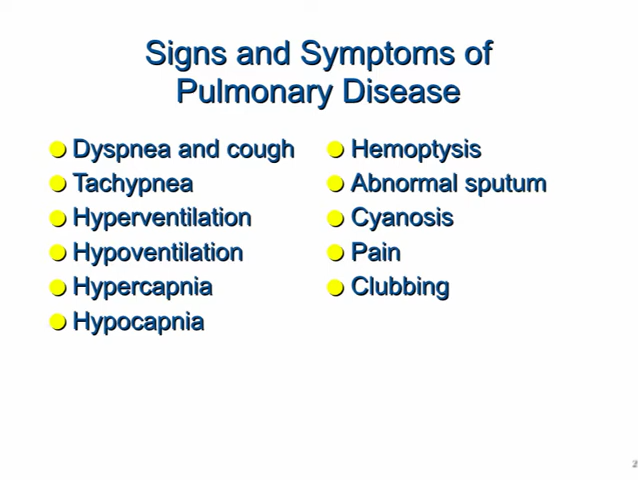 Signs and Symptoms of
Pulmonary Disease
Dyspnea and cough
Tachypnea
Hyperventilation
Hypoventilation
Hypercapnia
Hypocapnia
Hemoptysis
Abnormal sputum
Cyanosis
Pain
Clubbing
2